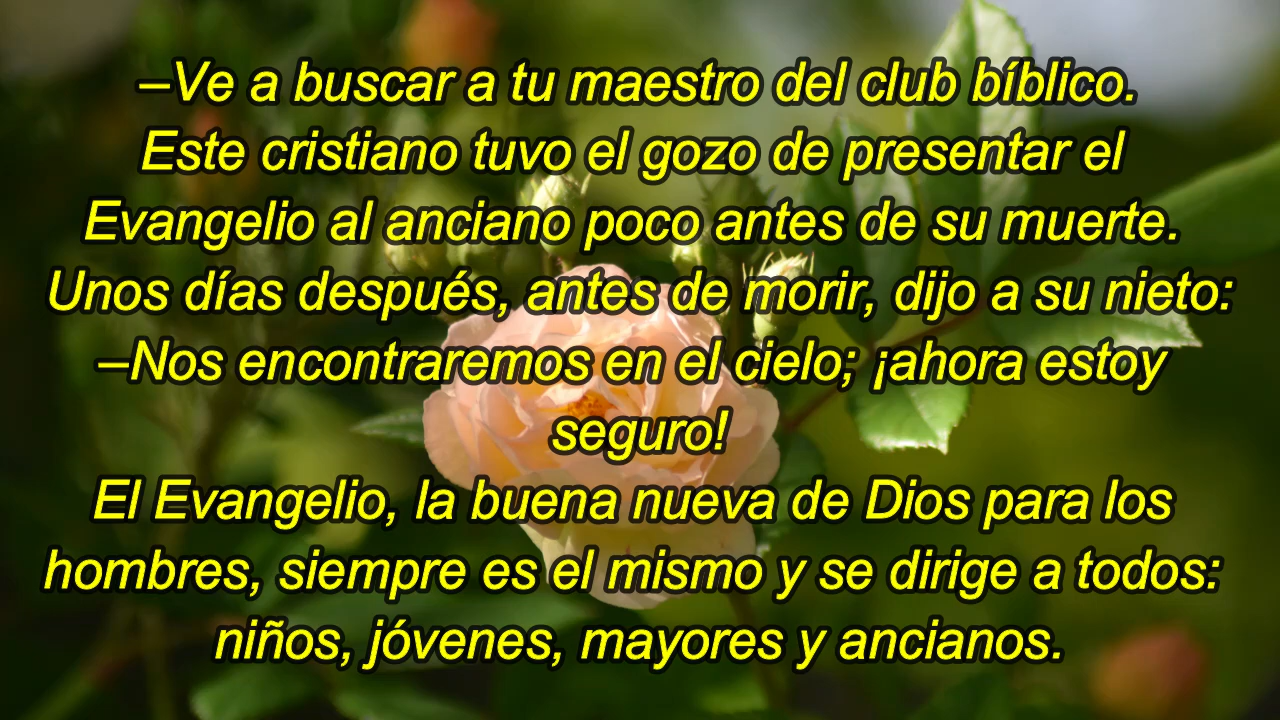 –Ve a buscar a tu maestro del club bíblico.
Este cristiano tuvo el gozo de presentar el
Evangelio al anciano poco antes de su muerte.
Unos días después, antes de morir, dijo a su nieto:
–Nos encontraremos en el cielo; ¡ahora estoy
seguro!
El Evangelio, la buena nueva de Dios para los
hombres, siempre es el mismo y se dirige a todos:
niños, jóvenes, mayores y ancianos.